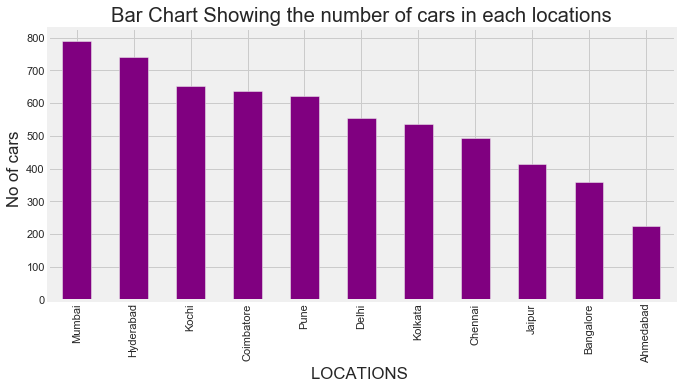 Bar Chart Showing the number of cars in each locations
No of cars
800
700
600
500
400
300
200
100
0
Mumbai
Hyderabad
Kochi
Coimbatore
Pune
Delhi
Kolkata
Chennai
Jaipur
Bangalore
Ahmedabad
LOCATIONS